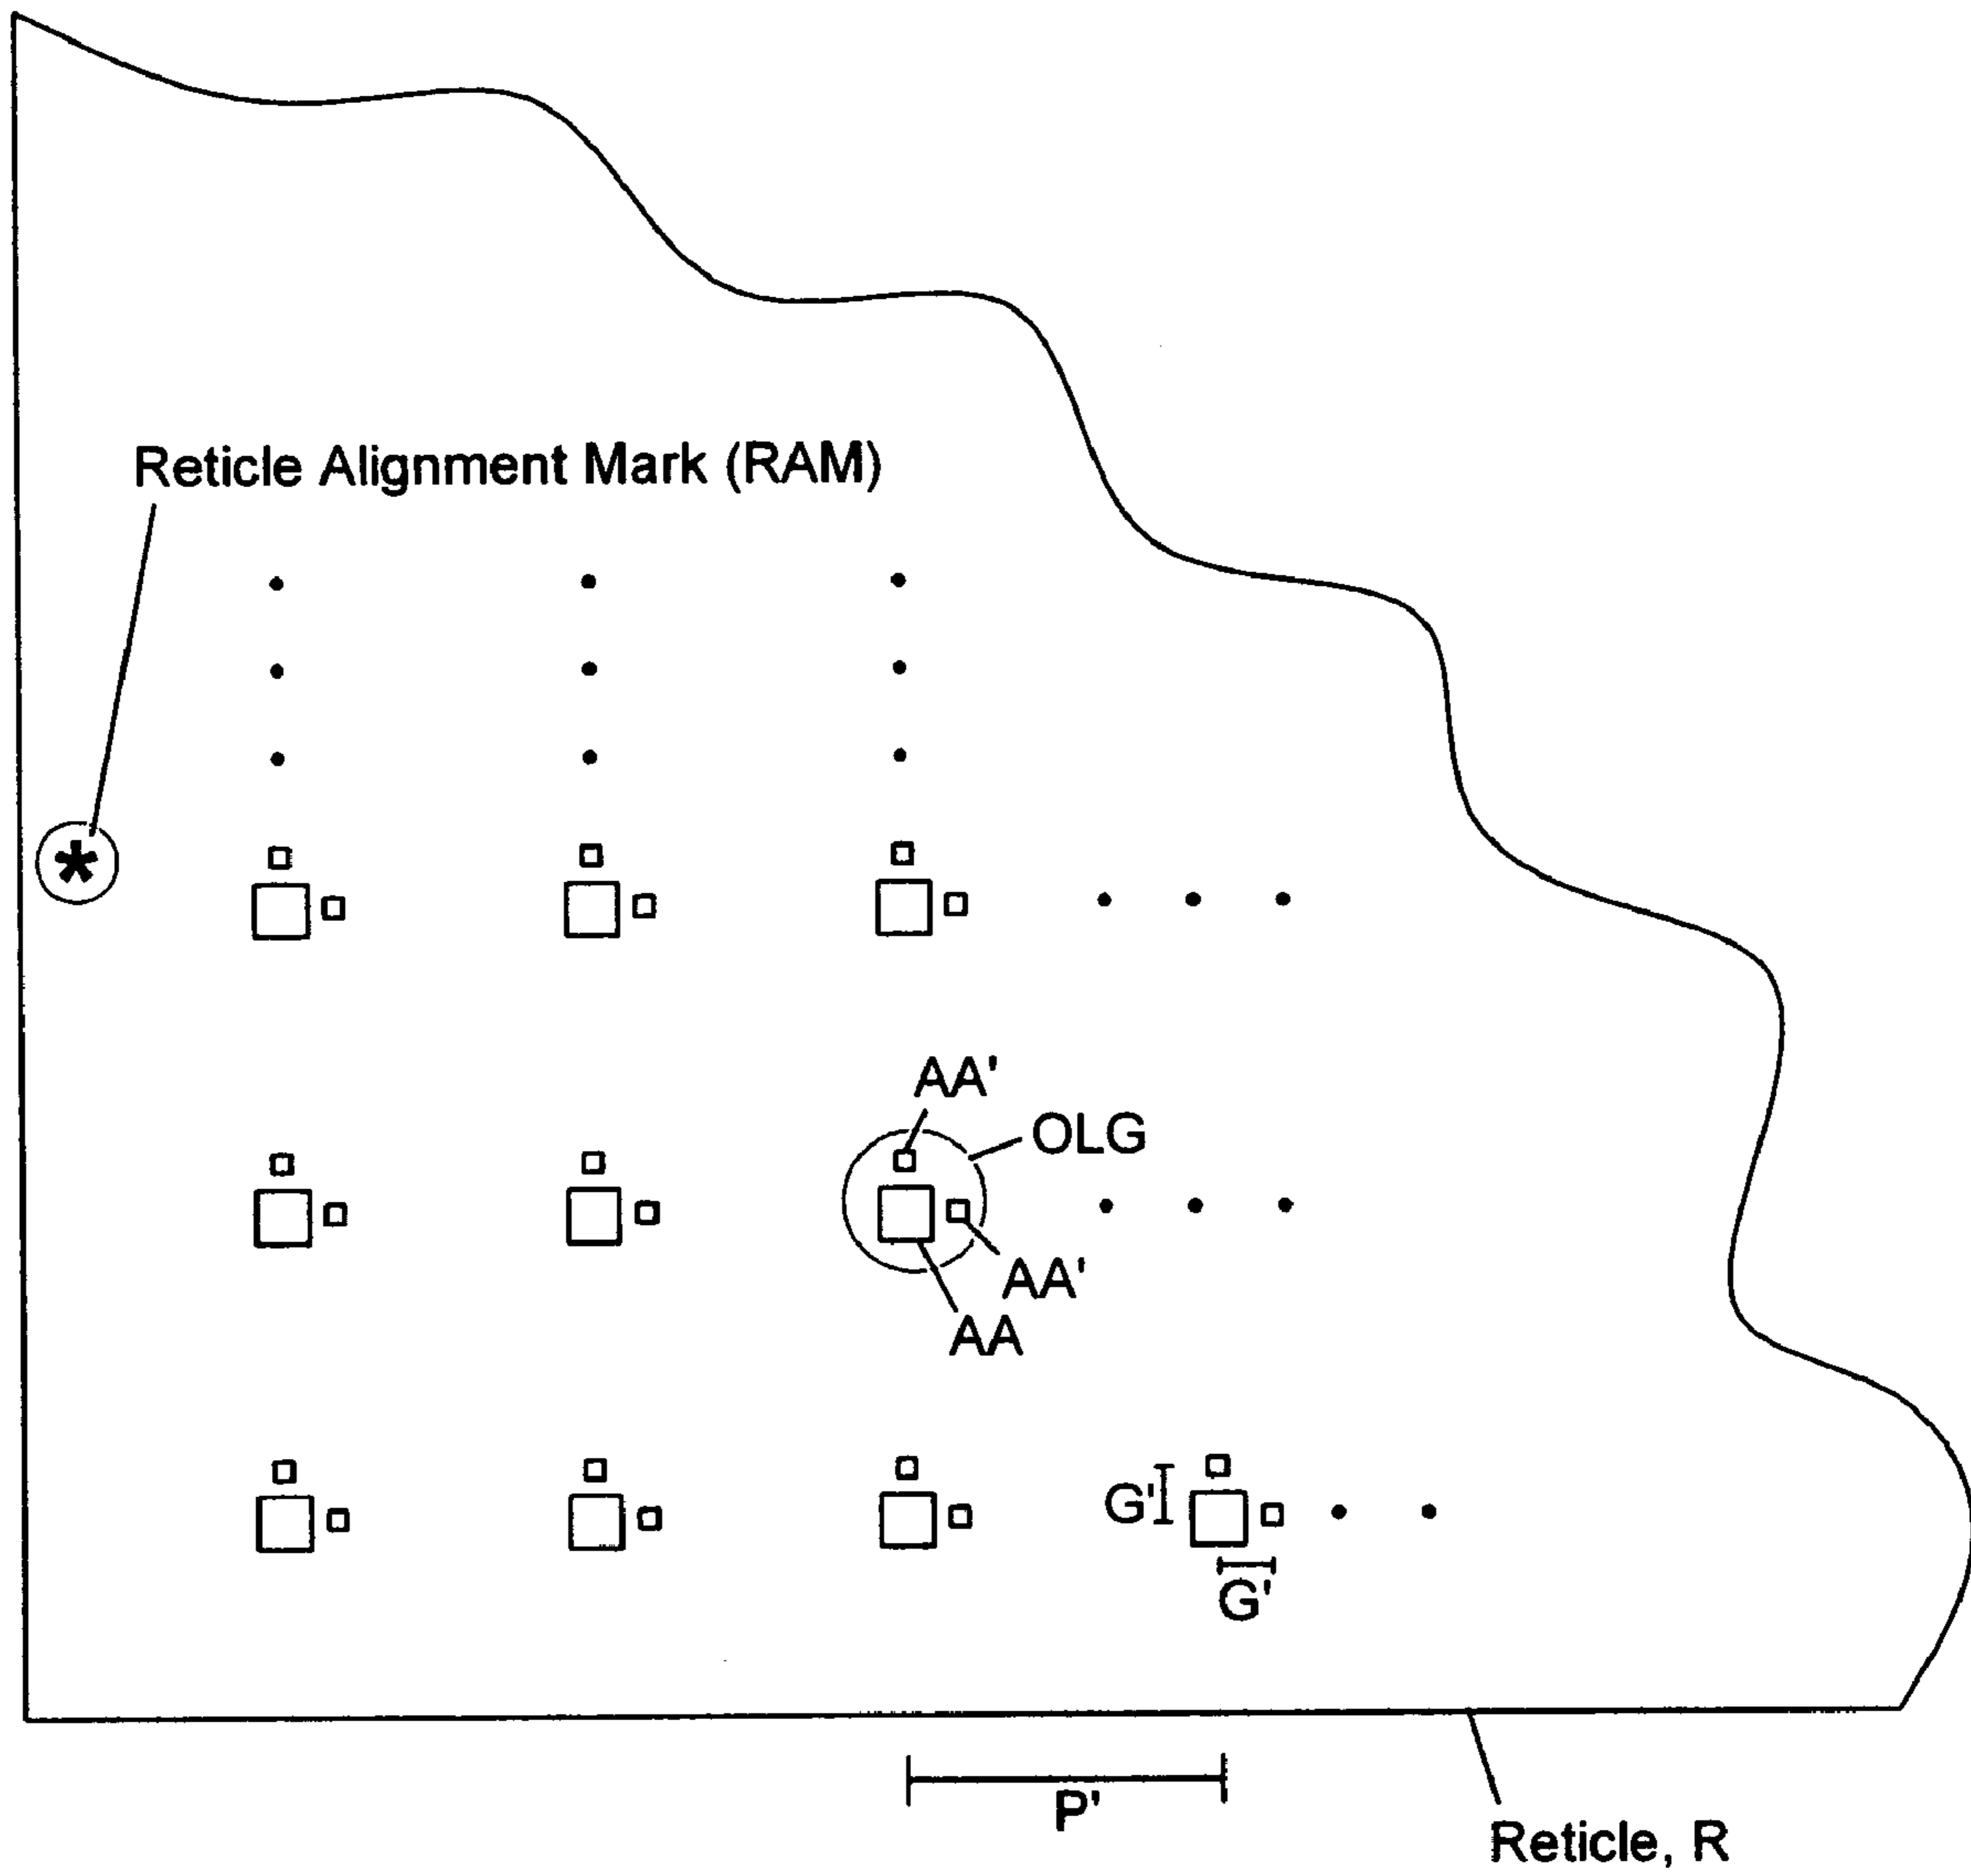 Reticle Alignment Mark (RAM)
*
AA'
OLG
AA'
AA
G'
G'
P'
Reticle, R